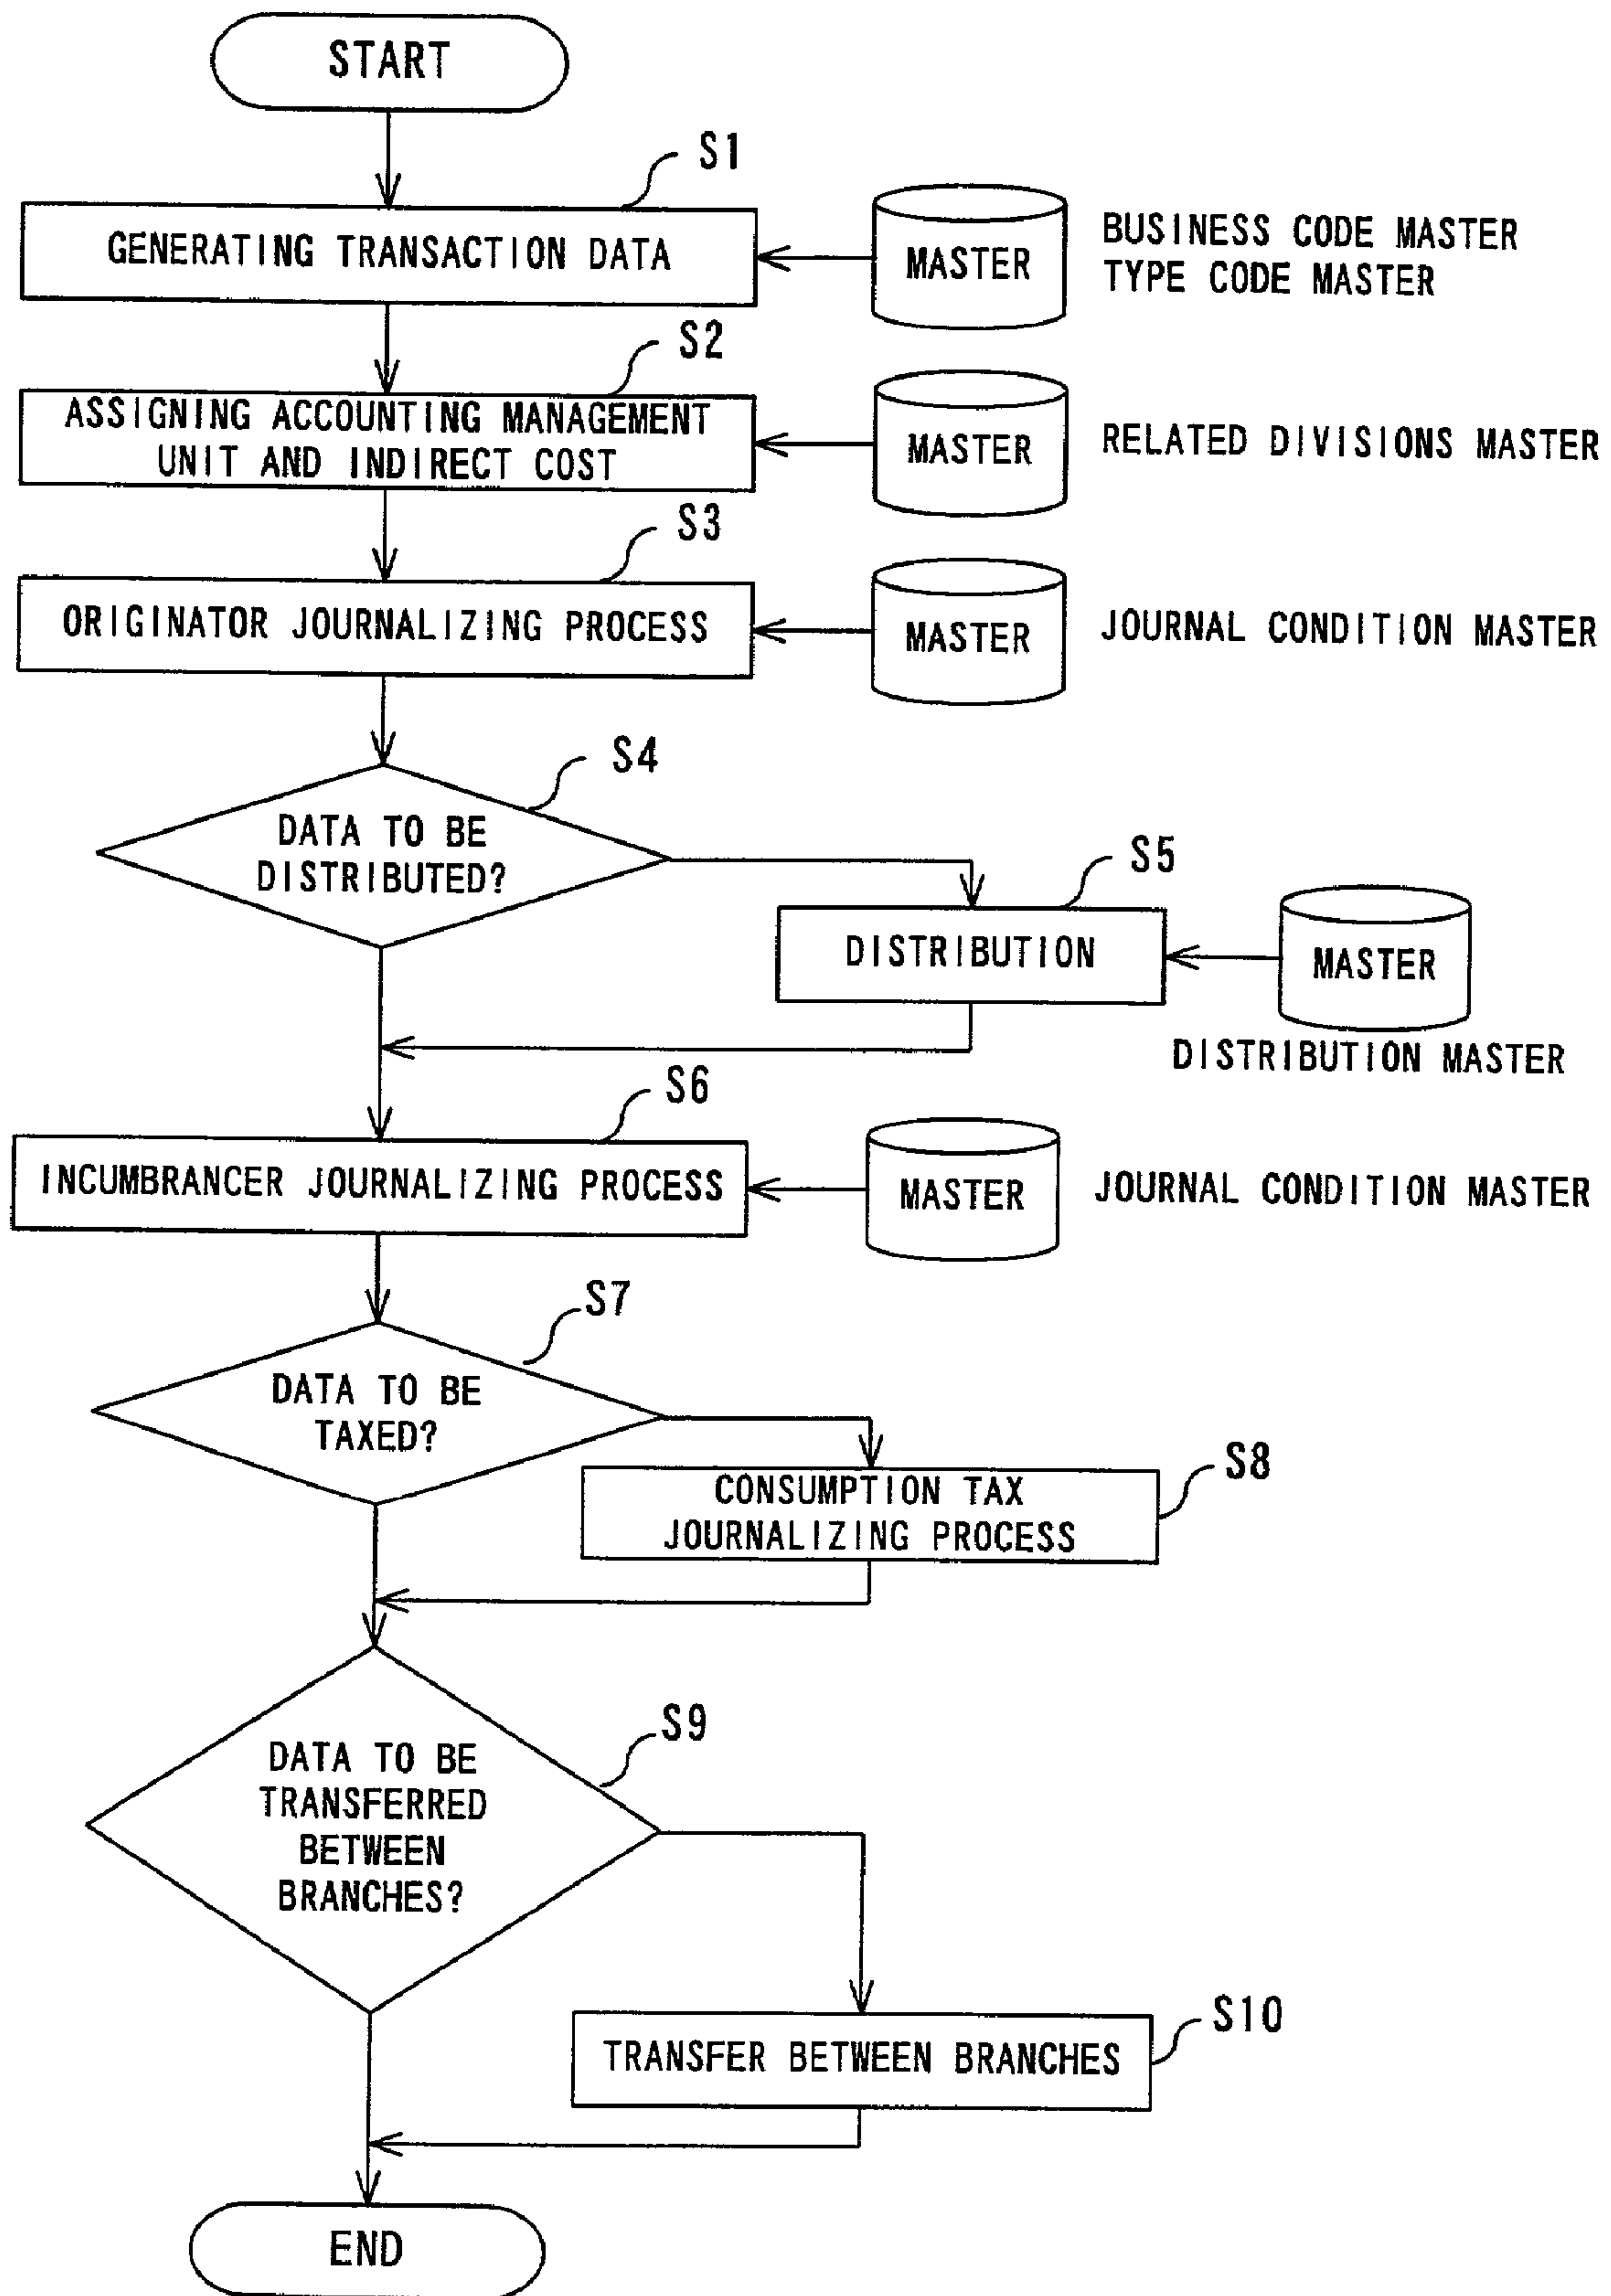 START
S1
GENERATING TRANSACTION DATA
MASTER
BUSINESS CODE MASTER
TYPE CODE MASTER
S2
ASSIGNING ACCOUNTING MANAGEMENT
UNIT AND INDIRECT COST
MASTER
RELATED DIVISIONS MASTER
S3
ORIGINATOR JOURNALIZING PROCESS
MASTER
JOURNAL CONDITION MASTER
S4
DATA TO BE
DISTRIBUTED?
S5
DISTRIBUTION
MASTER
DISTRIBUTION MASTER
S6
INCUMBRANCER JOURNALIZING PROCESS
MASTER
JOURNAL CONDITION MASTER
S7
DATA TO BE
TAXED?
S8
CONSUMPTION TAX
JOURNALIZING PROCESS
S9
DATA TO BE
TRANSFERRED
BETWEEN
BRANCHES?
S10
TRANSFER BETWEEN BRANCHES
END